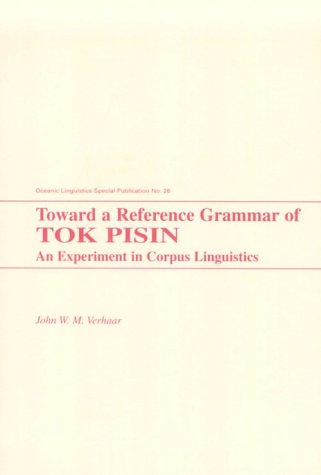 Oceanic Linguistics Special Publication No. 26
Toward a Reference Grammar of
TOK PISIN
An Experiment in Corpus Linguistics
John W. M. Verhaar